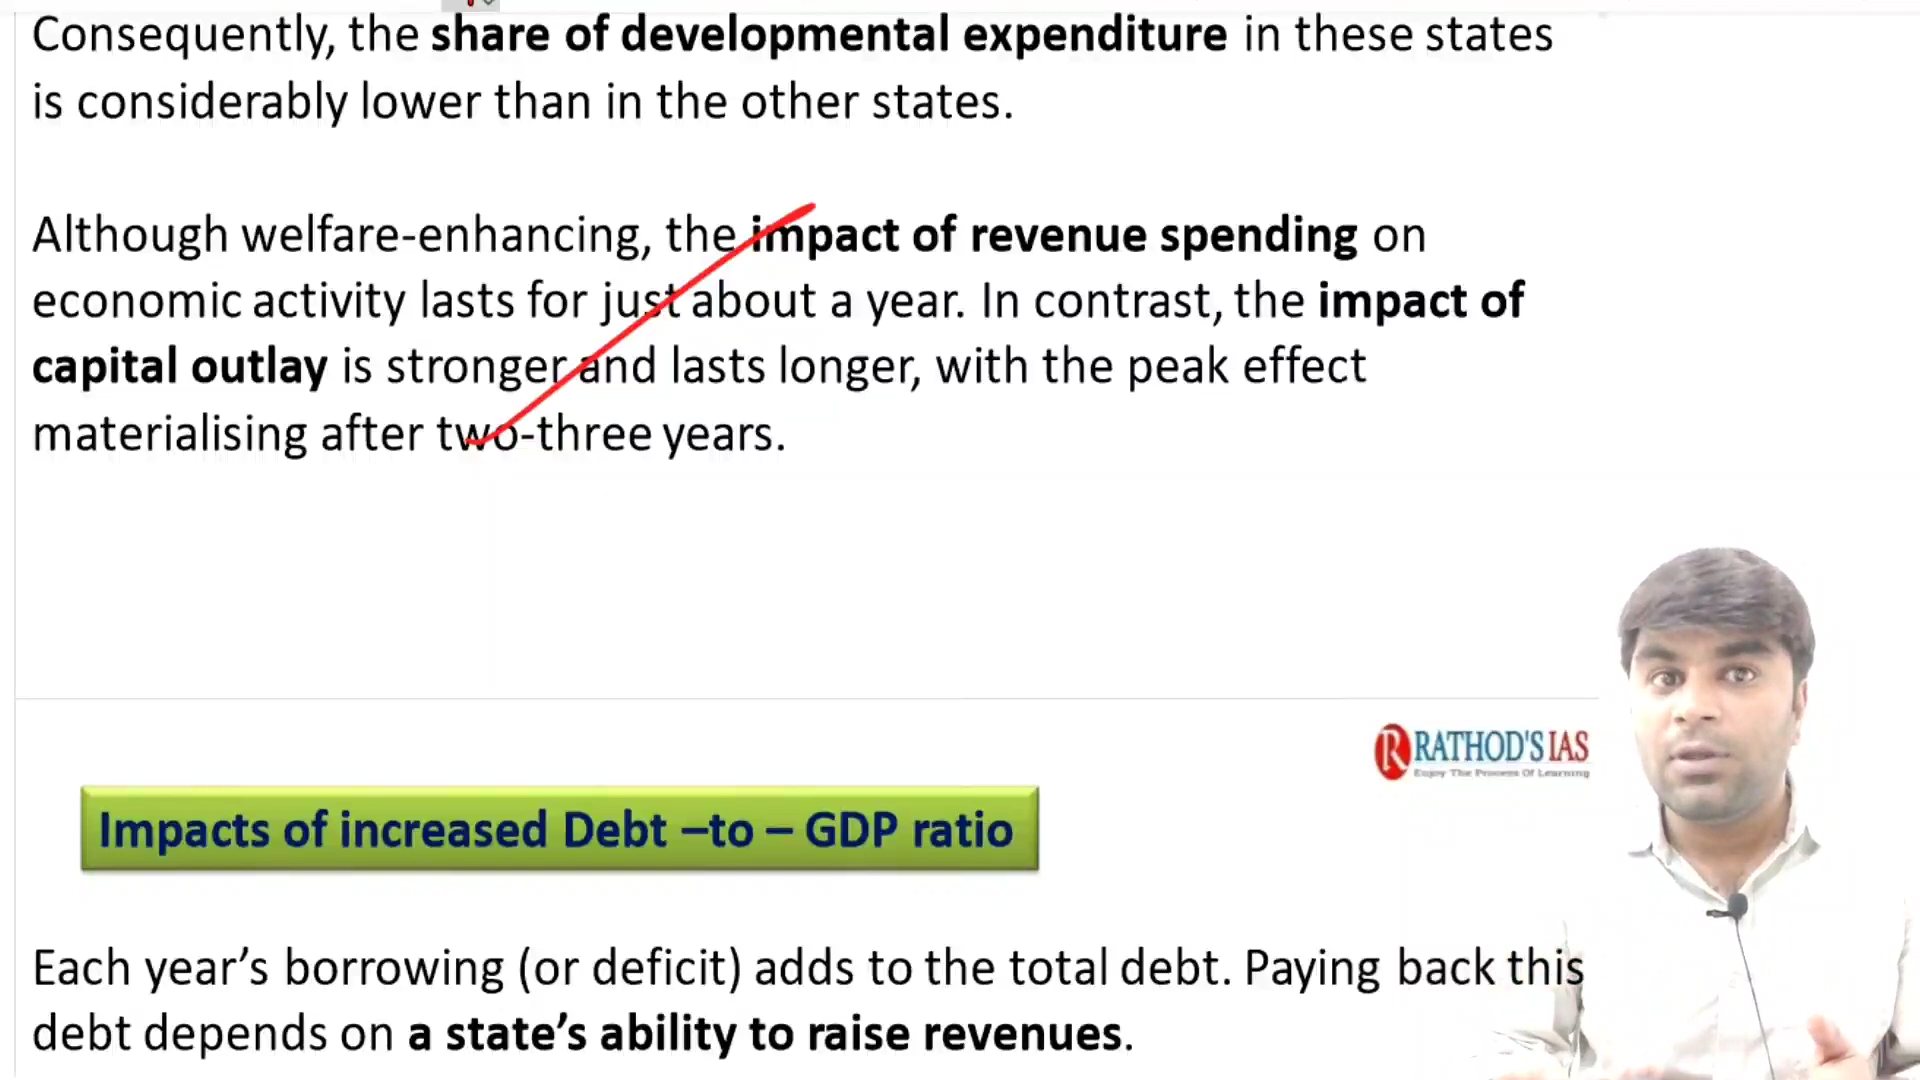 Consequently, the share of developmental expenditure in these states
is considerably lower than in the other states.
Although welfare-enhancing, the impact of revenue spending on
economic activity lasts for just about a year. In contrast, the impact of
capital outlay is stronger and lasts longer, with the peak effect
materialising after two-three years.
R RATHOD'S IAS
Enjoy The Process Of Learning
Impacts of increased Debt –to – GDP ratio
Each year’s borrowing (or deficit) adds to the total debt. Paying back this
debt depends on a state’s ability to raise revenues.